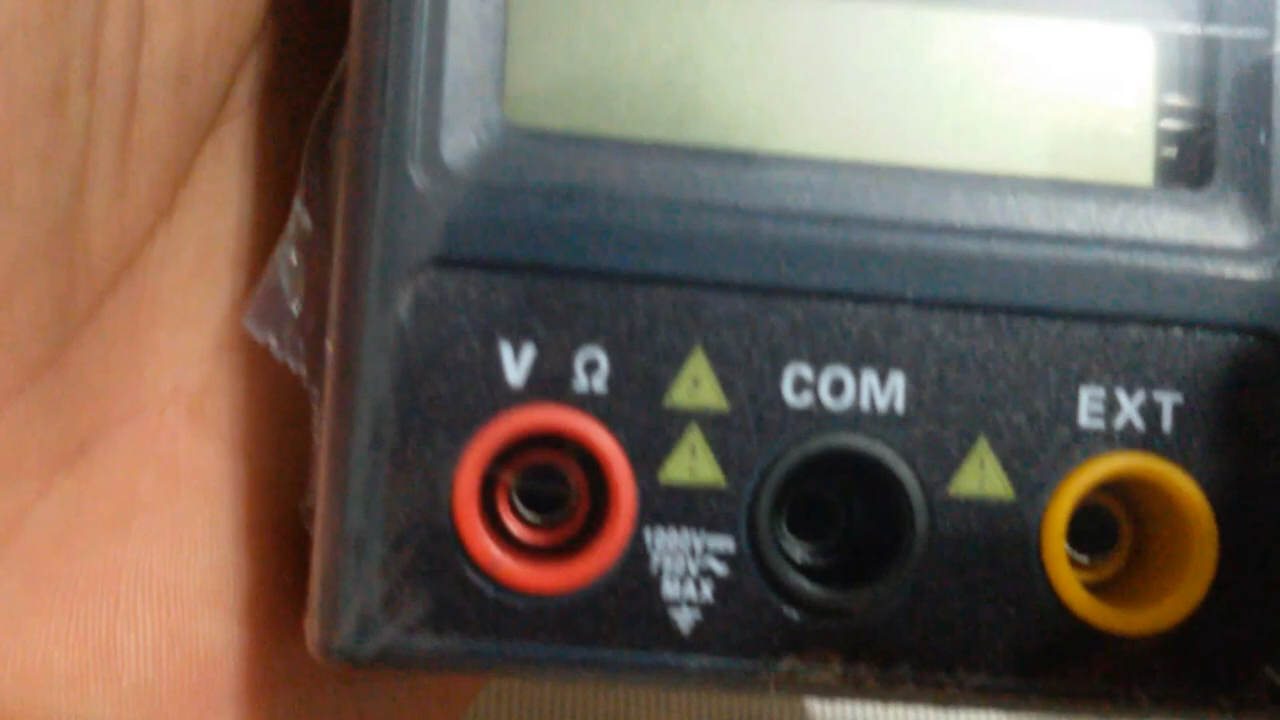 V Ω
COM
EXT
1000V
750V~
MAX